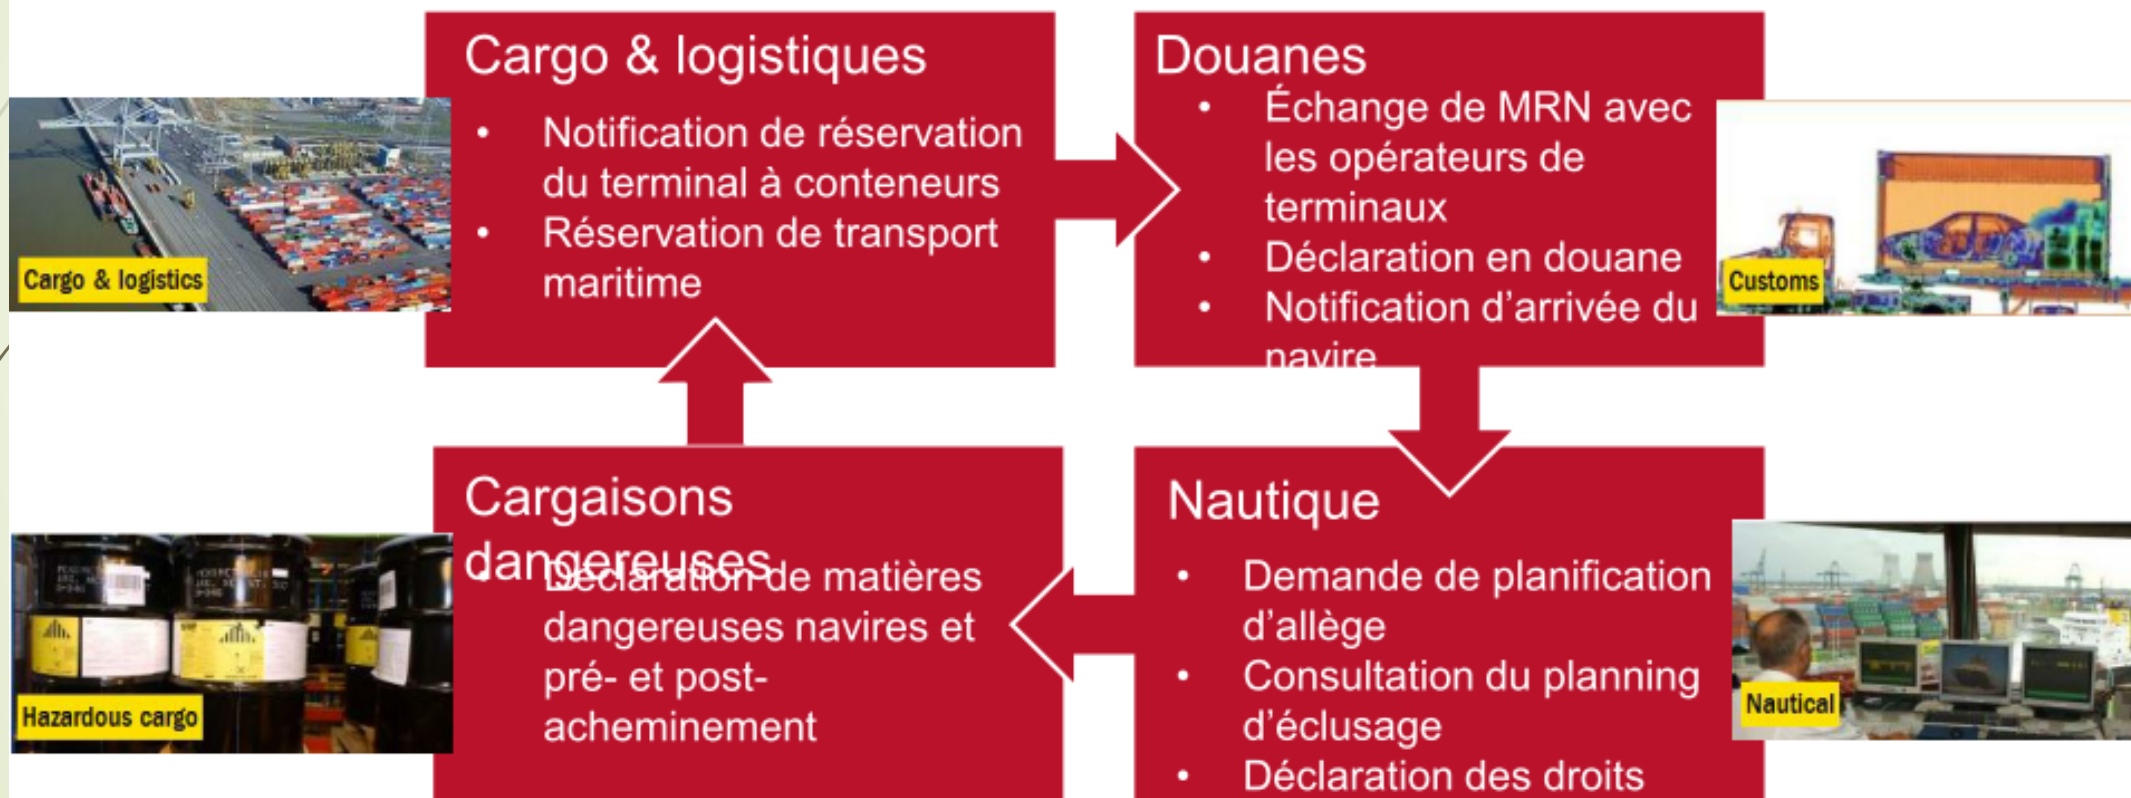 Cargo & logistiques
• Notification de réservation
du terminal à conteneurs
• Réservation de transport
maritime
Cargo & logistics
Douanes
• Échange de MRN avec
les opérateurs de
terminaux
• Déclaration en douane
• Notification d’arrivée du
navire
Customs
Cargaisons
dangereuses
• Déclaration de matières
dangereuses navires et
pré- et post-
acheminement
Hazardous cargo
Nautique
• Demande de planification
d’allège
• Consultation du planning
d’éclusage
• Déclaration des droits
Nautical